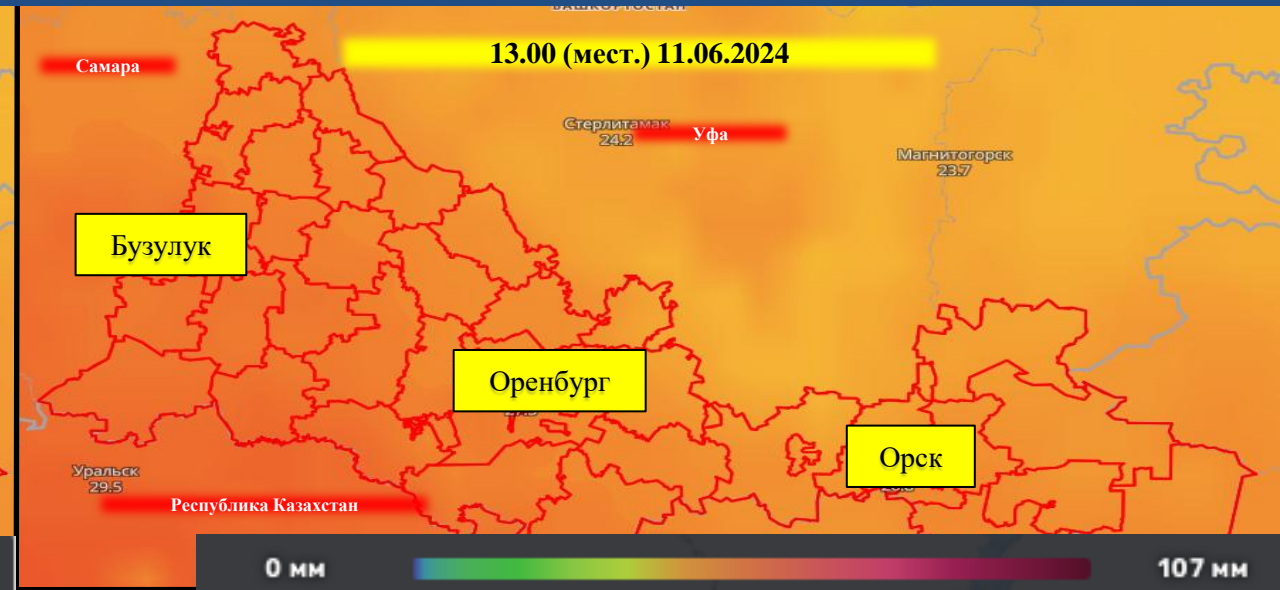 БАШКОРТОСТАН
13.00 (мест.) 11.06.2024
Самара
Стерлитамак
24.2
Уфа
Магнитогорск
23.7
Бузулук
Оренбург
Орск
Уральск
29.5
Республика Казахстан
0 мм
107 мм